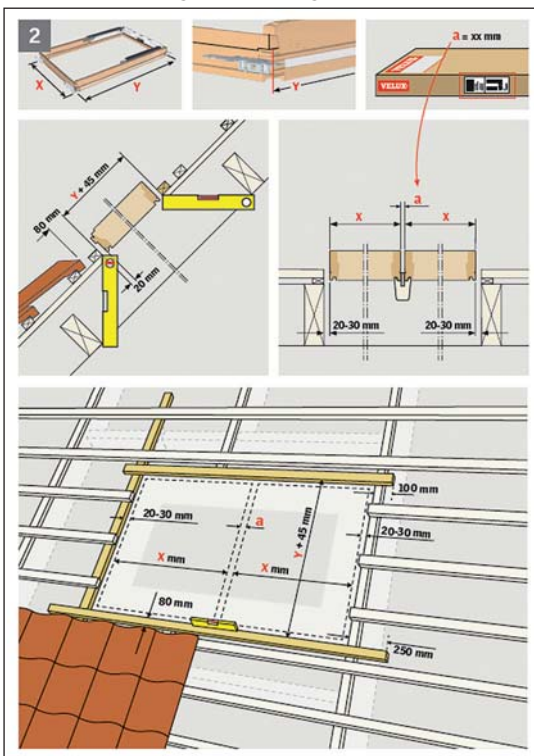 2
X
Y
Y
a = xx mm
VELUX
VELUX
80 mm
Y + 45 mm
20 mm
a
X
X
20-30 mm
20-30 mm
100 mm
20-30 mm
a
20-30 mm
Y + 45 mm
X mm
X mm
80 mm
250 mm